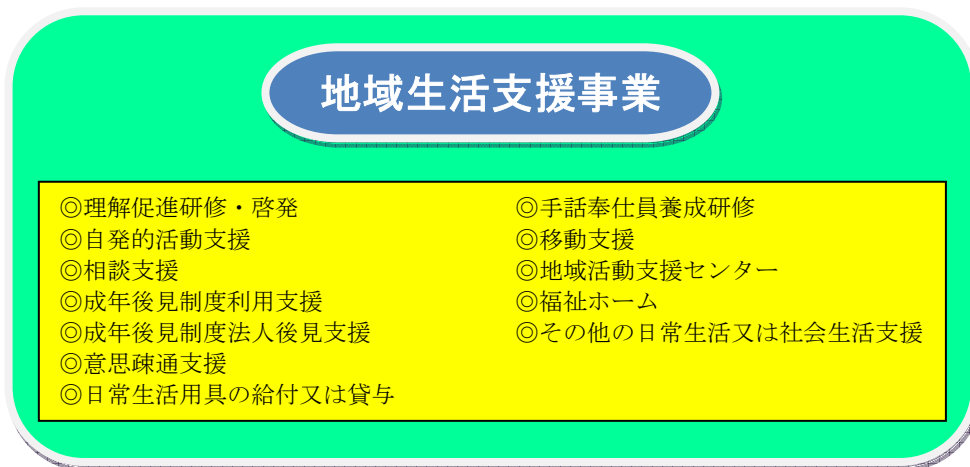 地域生活支援事業
◎理解促進研修・啓発
◎自発的活動支援
◎相談支援
◎成年後見制度利用支援
◎成年後見制度法人後見支援
◎意思疎通支援
◎日常生活用具の給付又は貸与
◎手話奉仕員養成研修
◎移動支援
◎地域活動支援センター
◎福祉ホーム
◎その他の日常生活又は社会生活支援